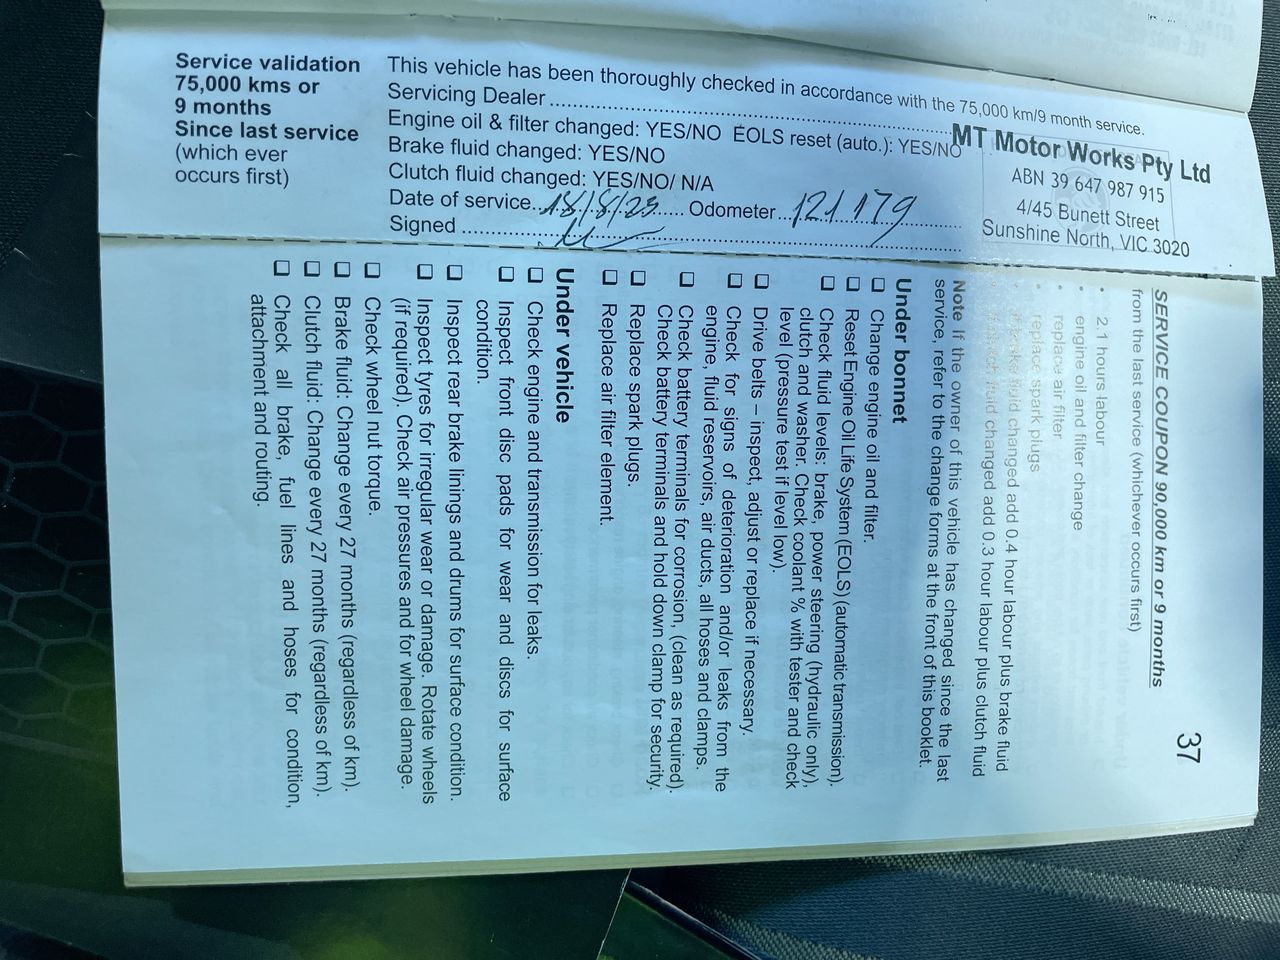 Service validation
75,000 kms or
9 months
Since last service
(which ever
occurs first)
This vehicle has been thoroughly checked in accordance with the 75,000 km/9 month service.
Servicing Dealer
Engine oil & filter changed: YES/NO EOLS reset (auto.): YES/NO
Brake fluid changed: YES/NO
Clutch fluid changed: YES/NO/ N/A
Date of service 18/8/23 Odometer 121 179
Signed
MT Motor Works Pty Ltd
ABN 39 647 987 915
4/45 Bunett Street
Sunshine North, VIC 3020
37
SERVICE COUPON 90,000 km or 9 months
from the last service (whichever occurs first)
• 2.1 hours labour
• engine oil and filter change
• replace air filter
• replace spark plugs
• if brake fluid changed add 0.4 hour labour plus brake fluid
• if clutch fluid changed add 0.3 hour labour plus clutch fluid
Note If the owner of this vehicle has changed since the last
service, refer to the change forms at the front of this booklet.
Under bonnet
❑ Change engine oil and filter.
❑ Reset Engine Oil Life System (EOLS) (automatic transmission).
❑ Check fluid levels: brake, power steering (hydraulic only),
clutch and washer. Check coolant % with tester and check
level (pressure test if level low).
❑ Drive belts – inspect, adjust or replace if necessary.
❑ Check for signs of deterioration and/or leaks from the
engine, fluid reservoirs, air ducts, all hoses and clamps.
❑ Check battery terminals for corrosion, (clean as required).
Check battery terminals and hold down clamp for security.
❑ Replace spark plugs.
❑ Replace air filter element.
Under vehicle
❑ Check engine and transmission for leaks.
❑ Inspect front disc pads for wear and discs for surface
condition.
❑ Inspect rear brake linings and drums for surface condition.
❑ Inspect tyres for irregular wear or damage. Rotate wheels
(if required). Check air pressures and for wheel damage.
❑ Check wheel nut torque.
❑ Brake fluid: Change every 27 months (regardless of km).
❑ Clutch fluid: Change every 27 months (regardless of km).
❑ Check all brake, fuel lines and hoses for condition,
attachment and routing.